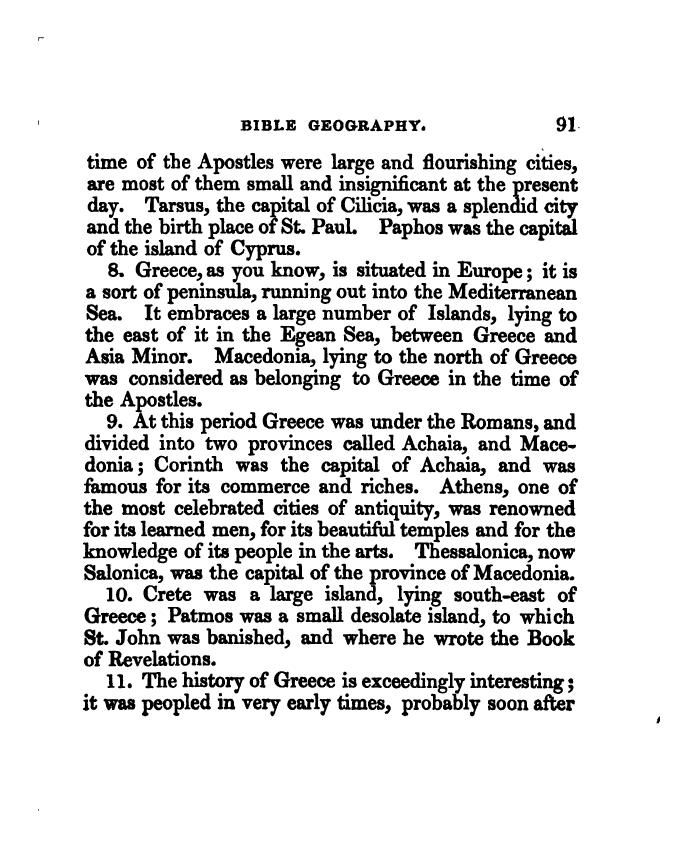 BIBLE GEOGRAPHY. 91
time of the Apostles were large and flourishing cities,
are most of them small and insignificant at the present
day. Tarsus, the capital of Cilicia, was a splendid city
and the birth place of St. Paul. Paphos was the capital
of the island of Cyprus.
8. Greece, as you know, is situated in Europe; it is
a sort of peninsula, running out into the Mediterranean
Sea. It embraces a large number of Islands, lying to
the east of it in the Egean Sea, between Greece and
Asia Minor. Macedonia, lying to the north of Greece
was considered as belonging to Greece in the time of
the Apostles.
9. At this period Greece was under the Romans, and
divided into two provinces called Achaia, and Mace-
donia; Corinth was the capital of Achaia, and was
famous for its commerce and riches. Athens, one of
the most celebrated cities of antiquity, was renowned
for its learned men, for its beautiful temples and for the
knowledge of its people in the arts. Thessalonica, now
Salonica, was the capital of the province of Macedonia.
10. Crete was a large island, lying south-east of
Greece; Patmos was a small desolate island, to which
St. John was banished, and where he wrote the Book
of Revelations.
11. The history of Greece is exceedingly interesting;
it was peopled in very early times, probably soon after